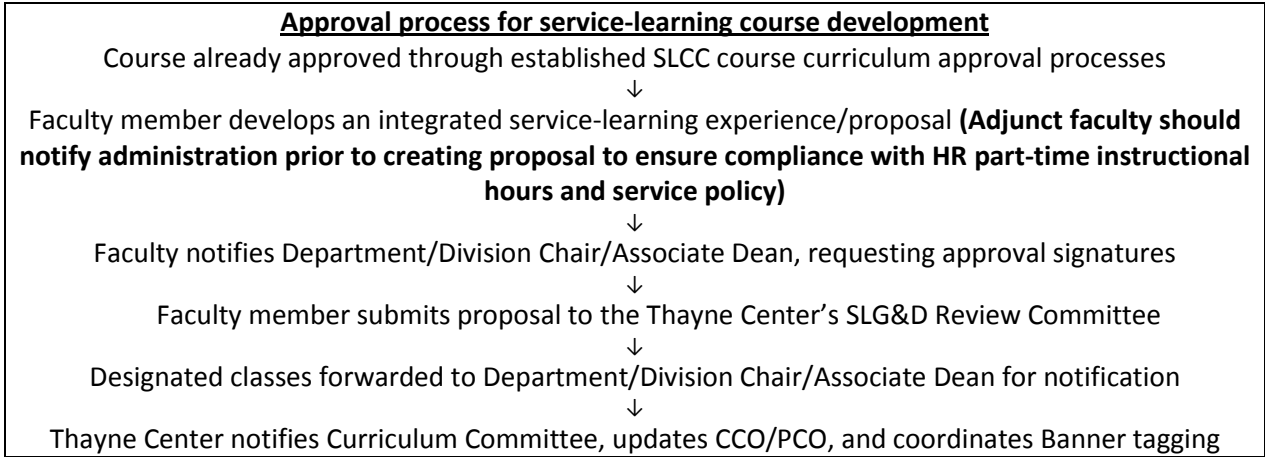 Approval process for service-learning course development
Course already approved through established SLCC course curriculum approval processes
↓
Faculty member develops an integrated service-learning experience/proposal (Adjunct faculty should
notify administration prior to creating proposal to ensure compliance with HR part-time instructional
hours and service policy)
↓
Faculty notifies Department/Division Chair/Associate Dean, requesting approval signatures
↓
Faculty member submits proposal to the Thayne Center’s SLG&D Review Committee
↓
Designated classes forwarded to Department/Division Chair/Associate Dean for notification
↓
Thayne Center notifies Curriculum Committee, updates CCO/PCO, and coordinates Banner tagging